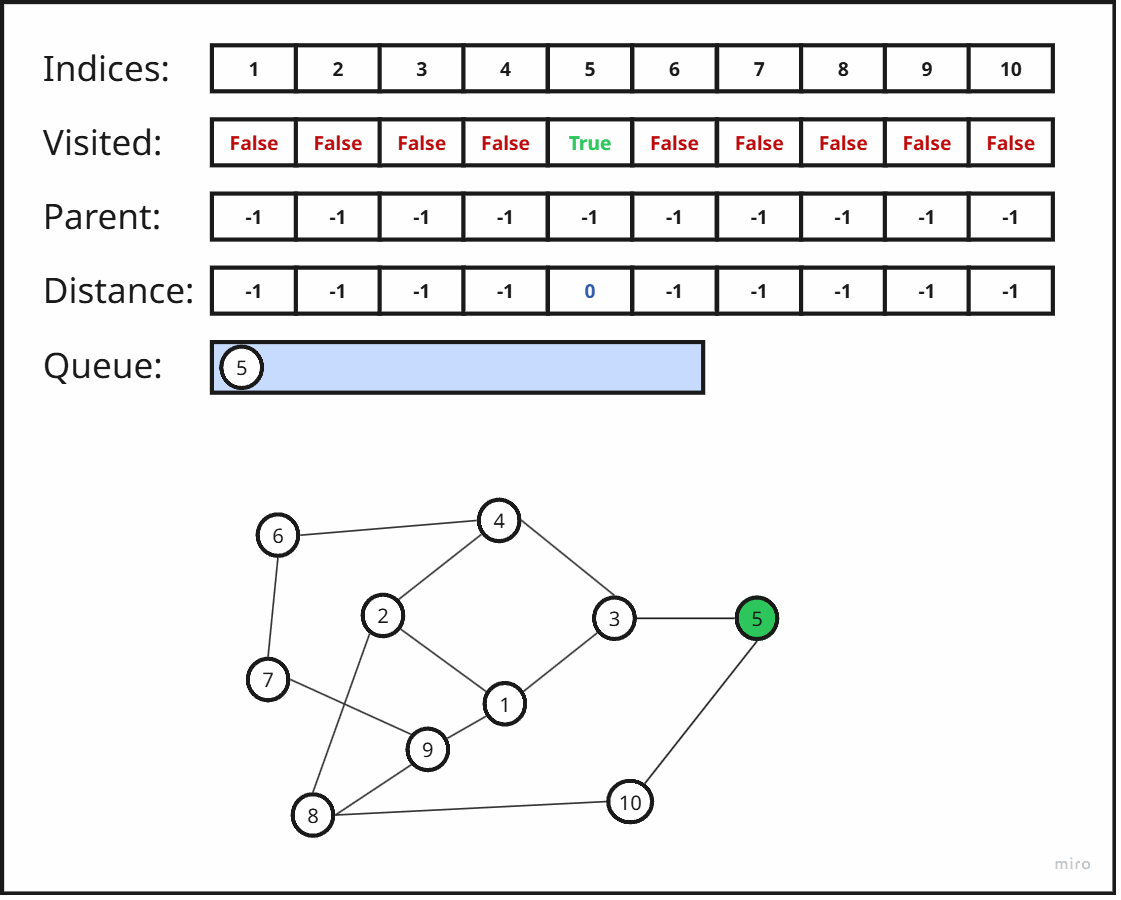 Indices: 1 2 3 4 5 6 7 8 9 10
Visited: False False False False True False False False False False
Parent: -1 -1 -1 -1 -1 -1 -1 -1 -1 -1
Distance: -1 -1 -1 -1 0 -1 -1 -1 -1 -1
Queue: 5
4
6
2
3
5
7
1
9
10
8
miro